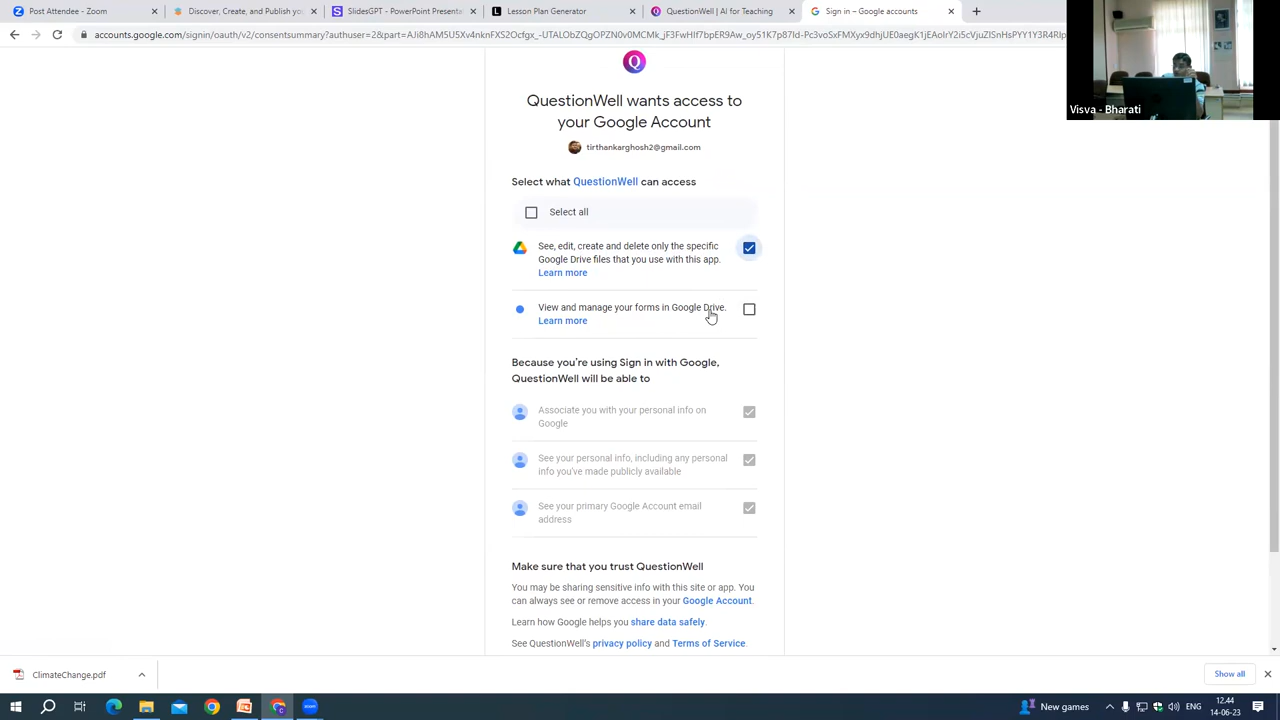 Post Attendee - Zoom
Discover, Create, and Publish you
SlidesGPT - PowerPoint Presenta
Lesson Plan Generator
QuestionWell | AI for Teaching
Sign in – Google accounts
Visva - Bharati
Q
QuestionWell wants access to
your Google Account
tirthankarghosh2@gmail.com
Select what QuestionWell can access
Select all
See, edit, create and delete only the specific
Google Drive files that you use with this app.
Learn more
View and manage your forms in Google Drive.
Learn more
Because you're using Sign in with Google,
QuestionWell will be able to
Associate you with your personal info on
Google
See your personal info, including any personal
info you've made publicly available
See your primary Google Account email
address
Make sure that you trust QuestionWell
You may be sharing sensitive info with this site or app. You
can always see or remove access in your Google Account.
Learn how Google helps you share data safely.
See QuestionWell's privacy policy and Terms of Service.
ClimateChange.pdf
Show all
New games
ENG
12.44
14-06-23